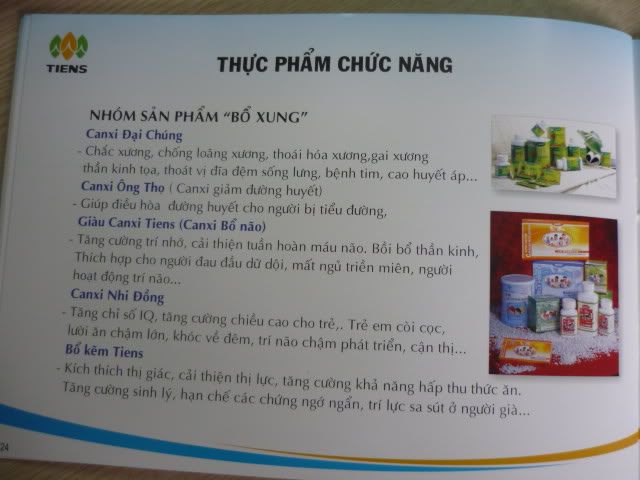 TIENS
THỰC PHẨM CHỨC NĂNG
NHÓM SẢN PHẨM “BỔ XUNG”
Canxi Đại Chúng
- Chắc xương, chống loãng xương, thoái hóa xương,gai xương
thần kinh tọa, thoát vị đĩa đệm sống lưng, bệnh tim, cao huyết áp...
Canxi Ông Thọ ( Canxi giảm đường huyết)
- Giúp điều hòa đường huyết cho người bị tiểu đường,
Giàu Canxi Tiens (Canxi Bổ não)
- Tăng cường trí nhớ, cải thiện tuần hoàn máu não. Bồi bổ thần kinh,
Thích hợp cho người đau đầu dữ dội, mất ngủ triền miên, người
hoạt động trí não...
Canxi Nhi Đồng
- Tăng chỉ số IQ, tăng cường chiều cao cho trẻ,. Trẻ em còi cọc,
lười ăn chậm lớn, khóc về đêm, trí não chậm phát triển, cận thị...
Bổ kẽm Tiens
- Kích thích thị giác, cải thiện thị lực, tăng cường khả năng hấp thu thức ăn.
Tăng cường sinh lý, hạn chế các chứng ngớ ngẩn, trí lực sa sút ở người già...
24